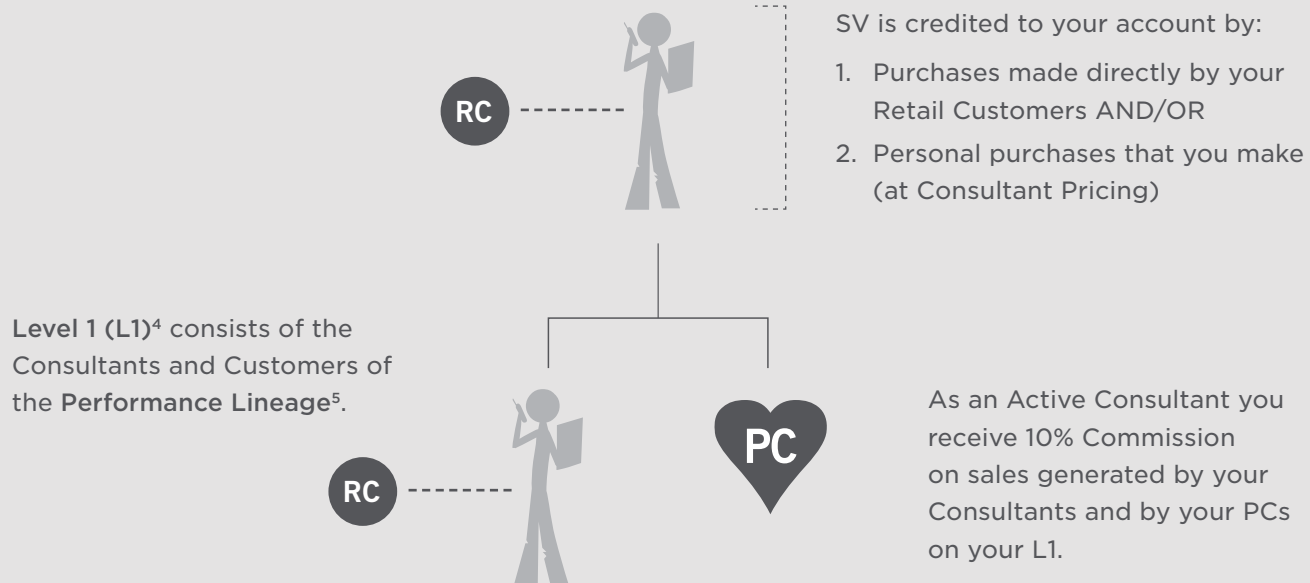 SV is credited to your account by:
1. Purchases made directly by your
Retail Customers AND/OR
2. Personal purchases that you make
(at Consultant Pricing)
RC
Level 1 (L1)⁴ consists of the
Consultants and Customers of
the Performance Lineage⁵.
RC
PC
As an Active Consultant you
receive 10% Commission
on sales generated by your
Consultants and by your PCs
on your L1.